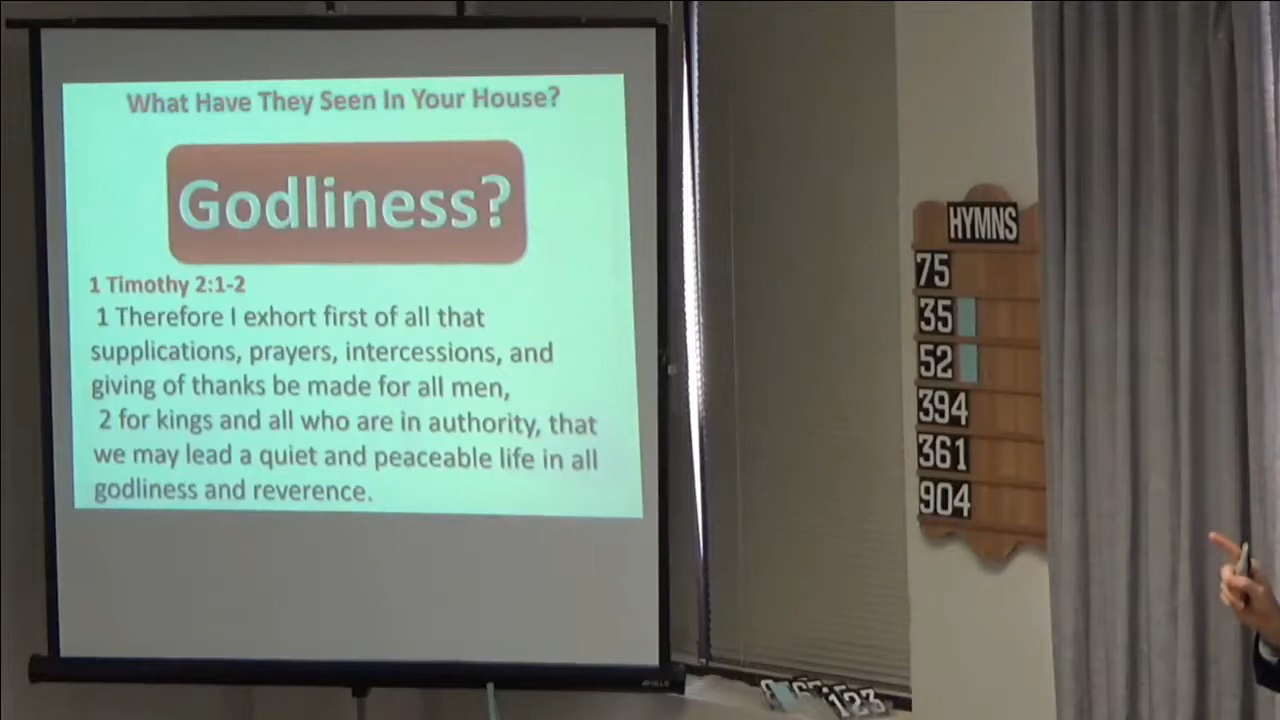 What Have They Seen In Your House?
Godliness?
1 Timothy 2:1-2
1 Therefore I exhort first of all that
supplications, prayers, intercessions, and
giving of thanks be made for all men,
2 for kings and all who are in authority, that
we may lead a quiet and peaceable life in all
godliness and reverence.
HYMNS
75
35
52
394
361
904
APOLLO
123